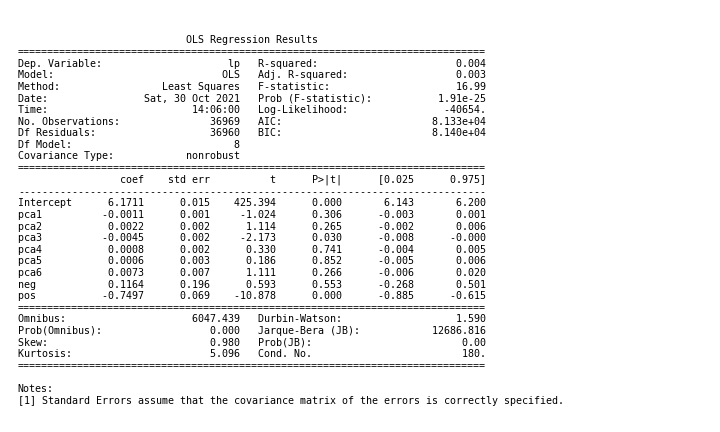 OLS Regression Results
==============================================================================
Dep. Variable:                     lp   R-squared:                       0.004
Model:                            OLS   Adj. R-squared:                  0.003
Method:                 Least Squares   F-statistic:                     16.99
Date:                Sat, 30 Oct 2021   Prob (F-statistic):           1.91e-25
Time:                        14:06:00   Log-Likelihood:                -40654.
No. Observations:               36969   AIC:                         8.133e+04
Df Residuals:                   36960   BIC:                         8.140e+04
Df Model:                           8
Covariance Type:            nonrobust
==============================================================================
                 coef    std err          t      P>|t|      [0.025      0.975]
------------------------------------------------------------------------------
Intercept      6.1711      0.015    425.394      0.000       6.143       6.200
pca1          -0.0011      0.001     -1.024      0.306      -0.003       0.001
pca2           0.0022      0.002      1.114      0.265      -0.002       0.006
pca3          -0.0045      0.002     -2.173      0.030      -0.008      -0.000
pca4           0.0008      0.002      0.330      0.741      -0.004       0.005
pca5           0.0006      0.003      0.186      0.852      -0.005       0.006
pca6           0.0073      0.007      1.111      0.266      -0.006       0.020
neg            0.1164      0.196      0.593      0.553      -0.268       0.501
pos           -0.7497      0.069    -10.878      0.000      -0.885      -0.615
==============================================================================
Omnibus:                     6047.439   Durbin-Watson:                   1.590
Prob(Omnibus):                  0.000   Jarque-Bera (JB):            12686.816
Skew:                           0.980   Prob(JB):                         0.00
Kurtosis:                       5.096   Cond. No.                         180.
==============================================================================
Notes:
[1] Standard Errors assume that the covariance matrix of the errors is correctly specified.